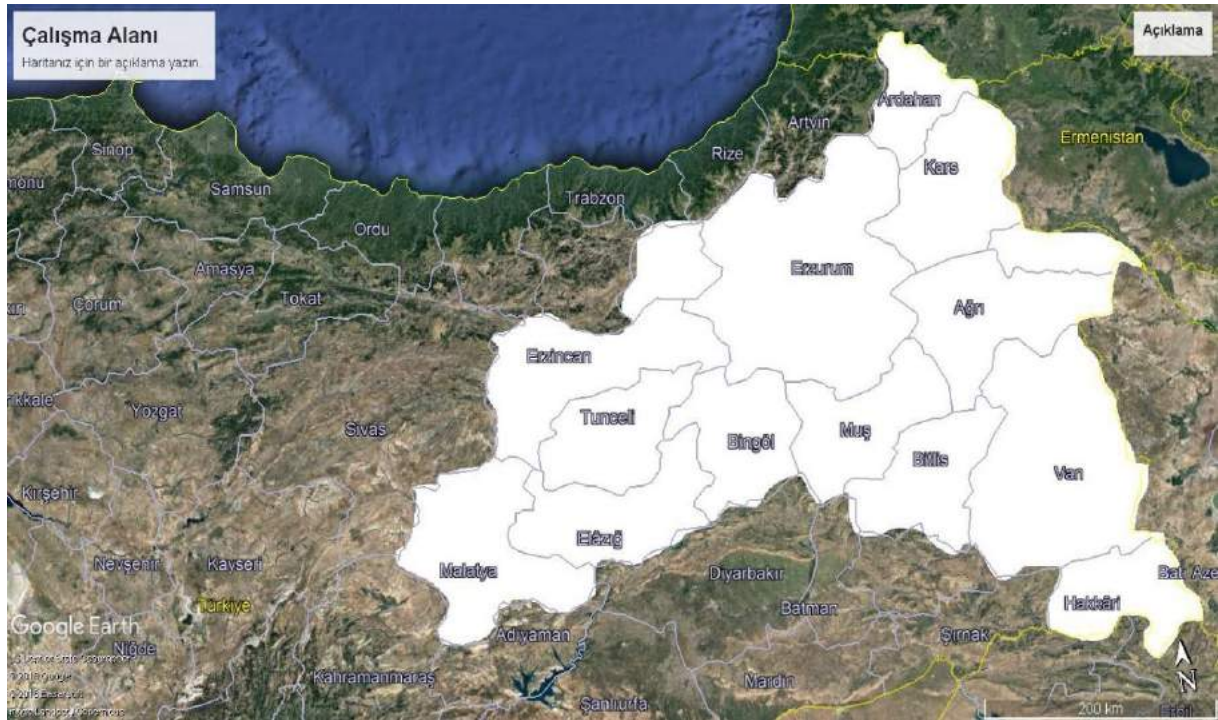 Çalışma Alanı
Haritanız için bir açıklama yazın.
Açıklama
Ardahan
Artvin
Ermenistan
Sinop
Rize
Kars
Samsun
Trabzon
Ordu
Amasya
Erzurum
Çorum
Tokat
Ağrı
Erzincan
Yozgat
Sivas
Tunceli
Bingöl
Muş
Bitlis
Van
Kırşehir
Nevşehir
Kayseri
Malatya
Elâzığ
Diyarbakır
Batman
Hakkâri
Türkiye
Google Earth
Niğde
Adıyaman
Şırnak
Kahramanmaraş
Mardin
Şanlıurfa
N
200 km